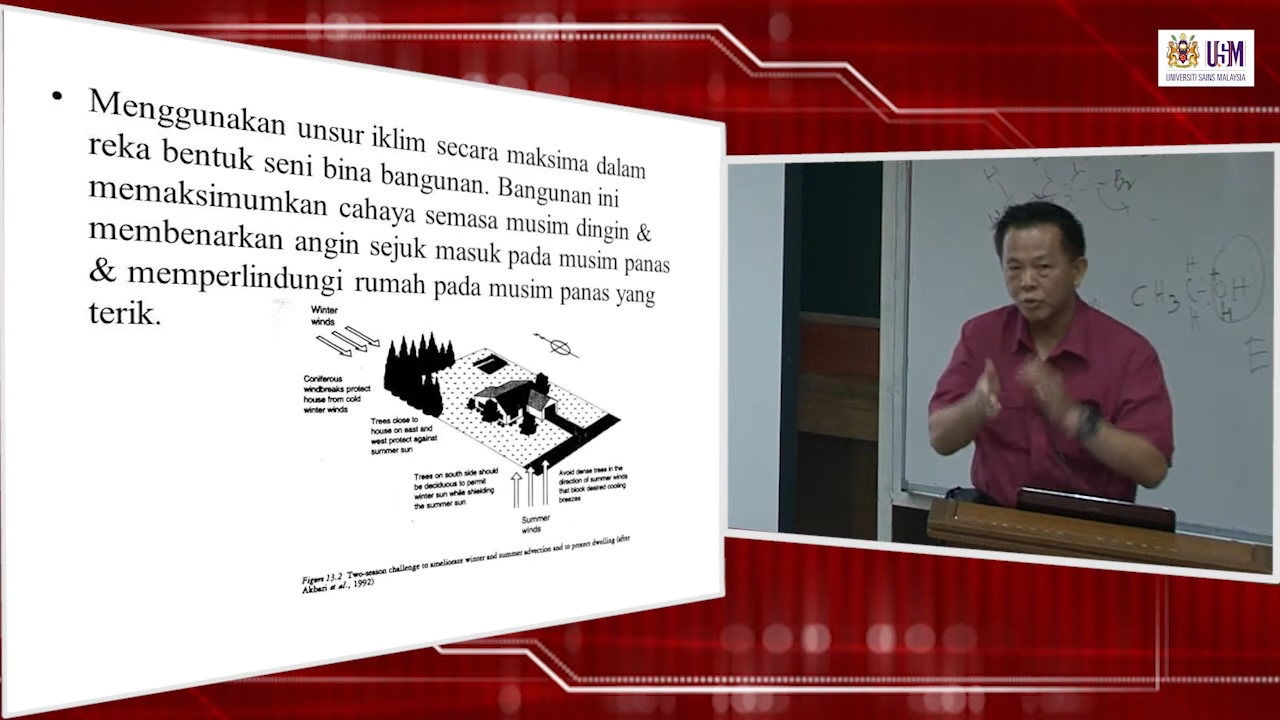 • Menggunakan unsur iklim secara maksima dalam
reka bentuk seni bina bangunan. Bangunan ini
memaksimumkan cahaya semasa musim dingin &
membenarkan angin sejuk masuk pada musim panas
& memperlindungi rumah pada musim panas yang
terik.
Winter
winds
Coniferous
windbreaks protect
house from cold
winter winds
Trees close to
house on east and
west protect against
summer sun
Trees on south side should
be deciduous to permit
winter sun while shielding
the summer sun
Avoid dense trees in the
direction of summer winds
that block desired cooling
breezes
Summer
winds
Figure 13.2 Two-season challenge to ameliorate winter and summer advection and to protect dwelling (after
Akbari et al., 1992)
USM
UNIVERSITI SAINS MALAYSIA
Br
H
CH3 C - OH
H H
E